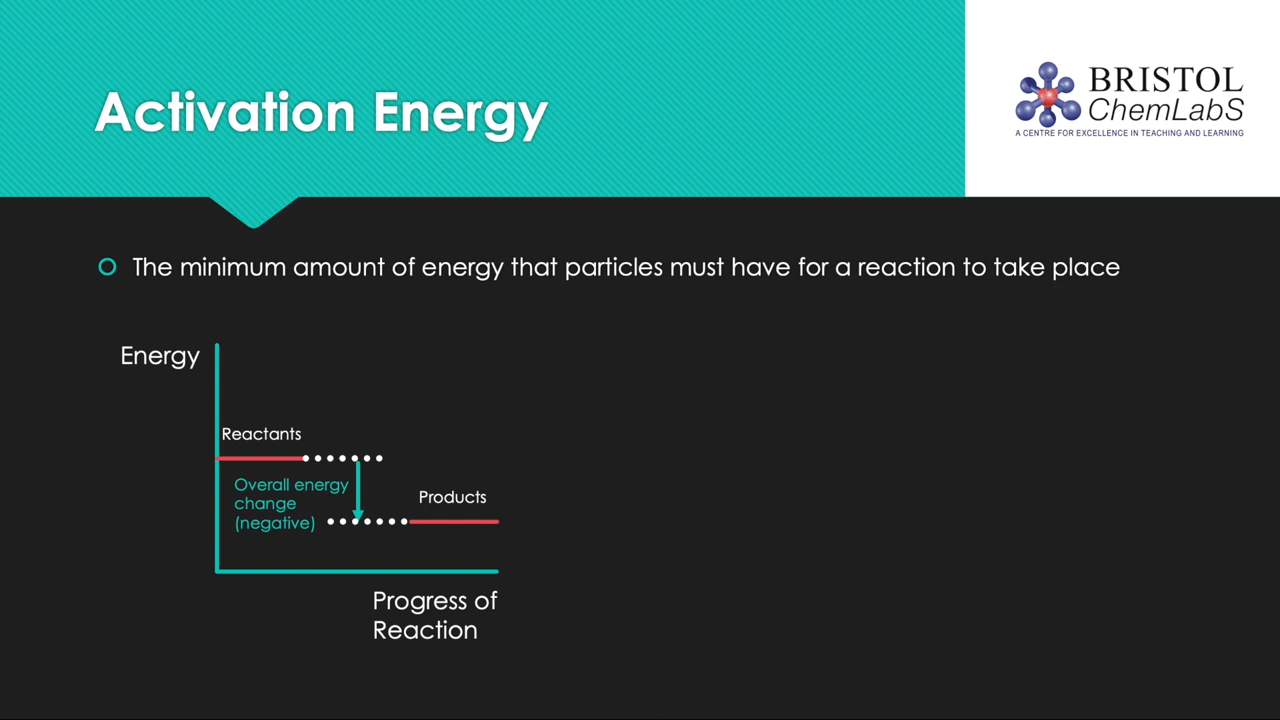 Activation Energy
BRISTOL
ChemLabS
A CENTRE FOR EXCELLENCE IN TEACHING AND LEARNING
The minimum amount of energy that particles must have for a reaction to take place
Energy
Reactants
Overall energy
change
(negative)
Products
Progress of
Reaction